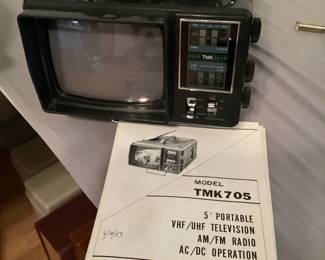 TMK
MODEL
TMK705
5" PORTABLE
VHF/UHF TELEVISION
AM/FM RADIO
AC/DC OPERATION